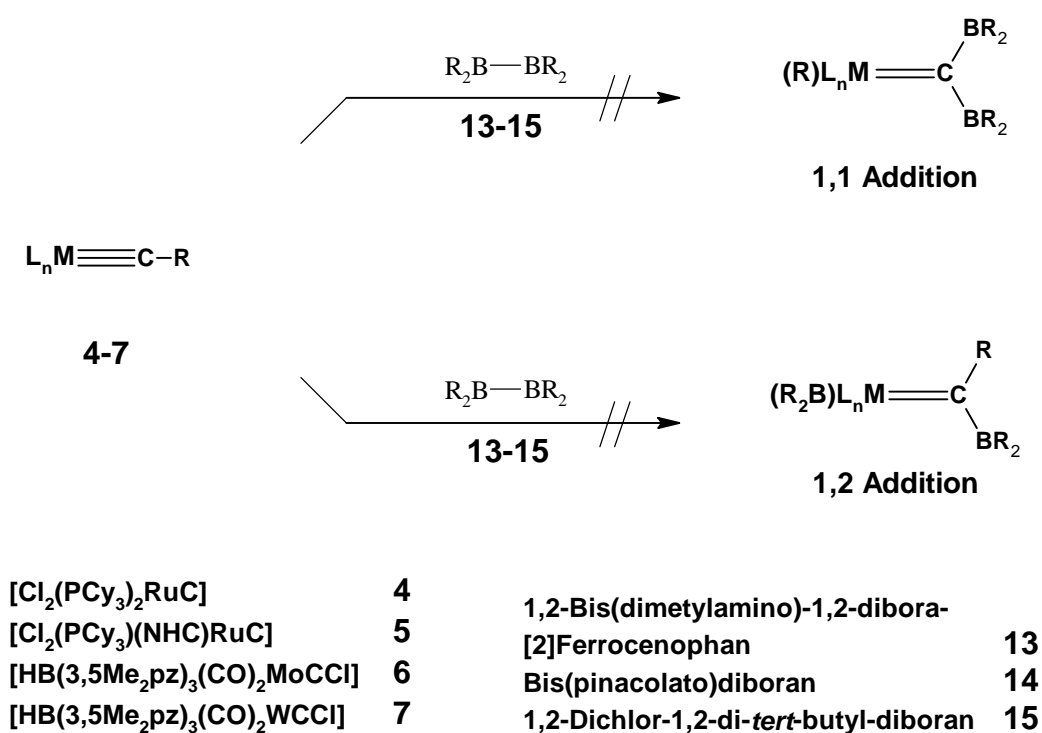 R₂B—BR₂
13-15
(R)LₙM=C
BR₂
BR₂
1,1 Addition
LₙM≡C-R
4-7
R₂B—BR₂
13-15
(R₂B)LₙM=C
R
BR₂
1,2 Addition
[Cl₂(PCy₃)₂RuC] 4
[Cl₂(PCy₃)(NHC)RuC] 5
[HB(3,5Me₂pz)₃(CO)₂MoCCl] 6
[HB(3,5Me₂pz)₃(CO)₂WCCl] 7
1,2-Bis(dimetylamino)-1,2-dibora-
[2]Ferrocenophan 13
Bis(pinacolato)diboran 14
1,2-Dichlor-1,2-di-tert-butyl-diboran 15